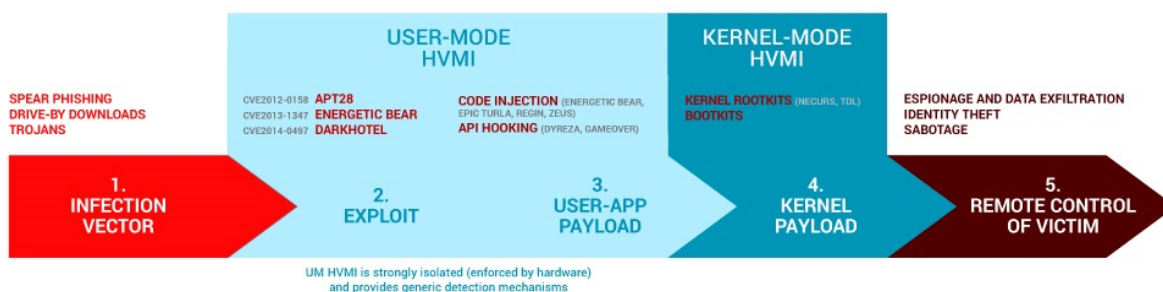 USER-MODE
HVMI
KERNEL-MODE
HVMI
SPEAR PHISHING
DRIVE-BY DOWNLOADS
TROJANS
CVE2012-0158 APT28
CVE2013-1347 ENERGETIC BEAR
CVE2014-0497 DARKHOTEL
CODE INJECTION (ENERGETIC BEAR,
EPIC TURLA, REGIN, ZEUS)
API HOOKING (DYREZA, GAMEOVER)
KERNEL ROOTKITS (NECURS, TDL)
BOOTKITS
ESPIONAGE AND DATA EXFILTRATION
IDENTITY THEFT
SABOTAGE
1.
INFECTION
VECTOR
2.
EXPLOIT
3.
USER-APP
PAYLOAD
4.
KERNEL
PAYLOAD
5.
REMOTE CONTROL
OF VICTIM
UM HVMI is strongly isolated (enforced by hardware)
and provides generic detection mechanisms